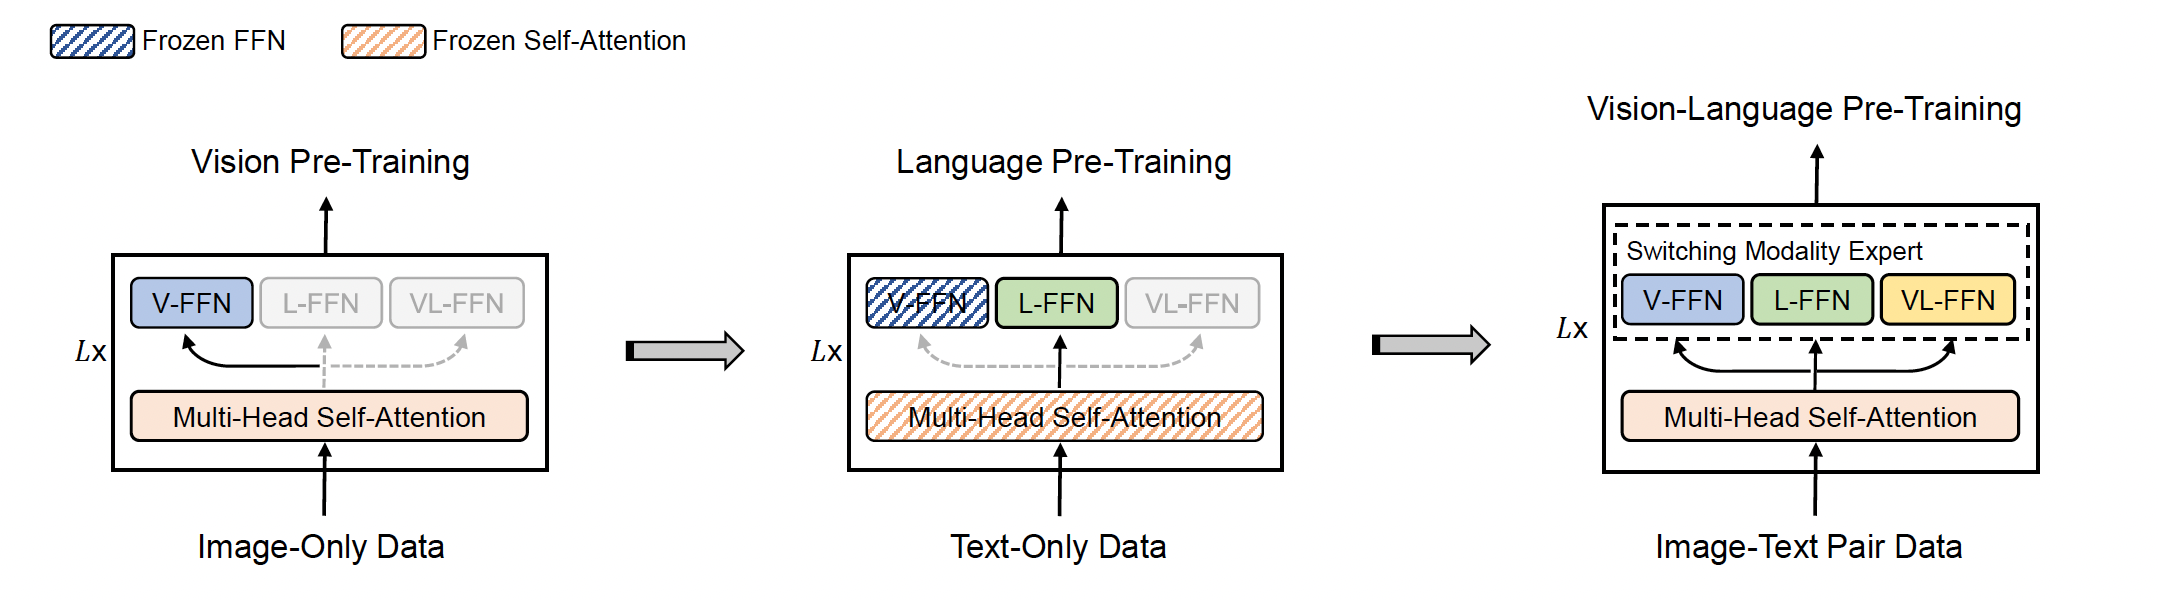 Frozen FFN
Frozen Self-Attention
Vision Pre-Training
V-FFN
L-FFN
VL-FFN
Lx
Multi-Head Self-Attention
Image-Only Data
Language Pre-Training
V-FFN
L-FFN
VL-FFN
Lx
Multi-Head Self-Attention
Text-Only Data
Vision-Language Pre-Training
Switching Modality Expert
V-FFN
L-FFN
VL-FFN
Lx
Multi-Head Self-Attention
Image-Text Pair Data